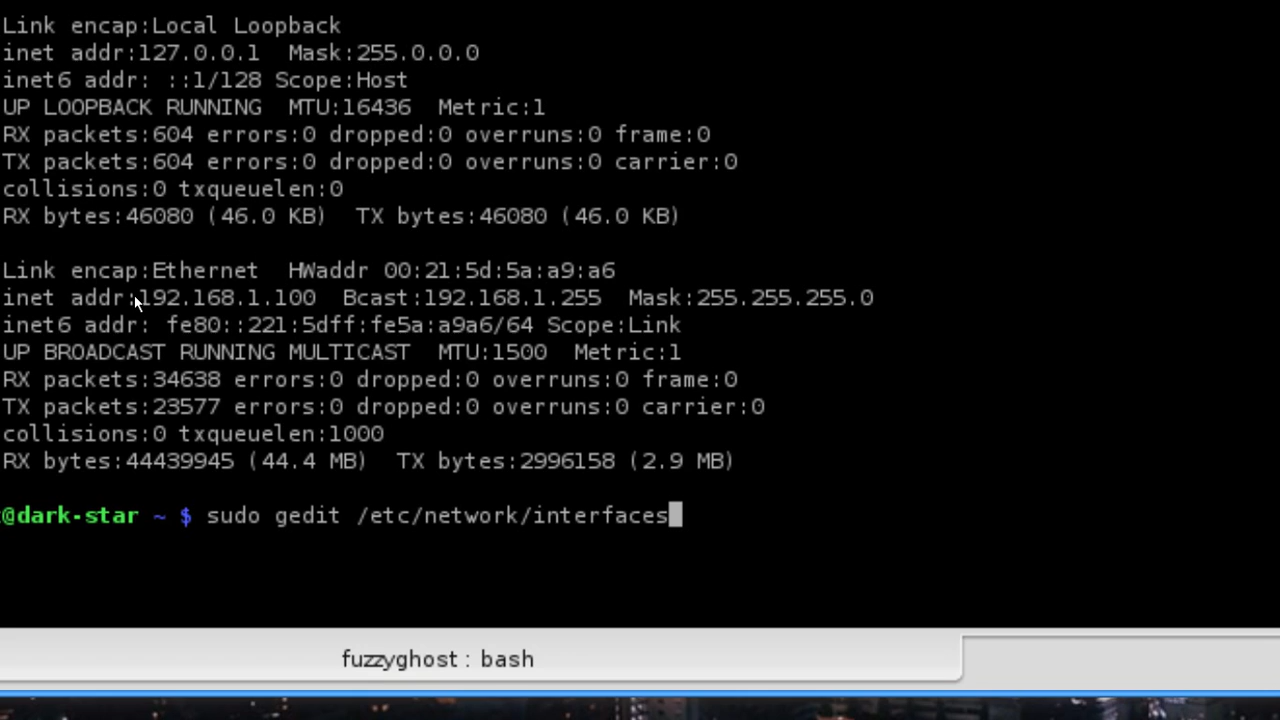 Link encap:Local Loopback
inet addr:127.0.0.1  Mask:255.0.0.0
inet6 addr: ::1/128 Scope:Host
UP LOOPBACK RUNNING  MTU:16436  Metric:1
RX packets:604 errors:0 dropped:0 overruns:0 frame:0
TX packets:604 errors:0 dropped:0 overruns:0 carrier:0
collisions:0 txqueuelen:0
RX bytes:46080 (46.0 KB)  TX bytes:46080 (46.0 KB)
Link encap:Ethernet  HWaddr 00:21:5d:5a:a9:a6
inet addr:192.168.1.100  Bcast:192.168.1.255  Mask:255.255.255.0
inet6 addr: fe80::221:5dff:fe5a:a9a6/64 Scope:Link
UP BROADCAST RUNNING MULTICAST  MTU:1500  Metric:1
RX packets:34638 errors:0 dropped:0 overruns:0 frame:0
TX packets:23577 errors:0 dropped:0 overruns:0 carrier:0
collisions:0 txqueuelen:1000
RX bytes:44439945 (44.4 MB)  TX bytes:2996158 (2.9 MB)
@dark-star ~ $ sudo gedit /etc/network/interfaces
fuzzyghost : bash